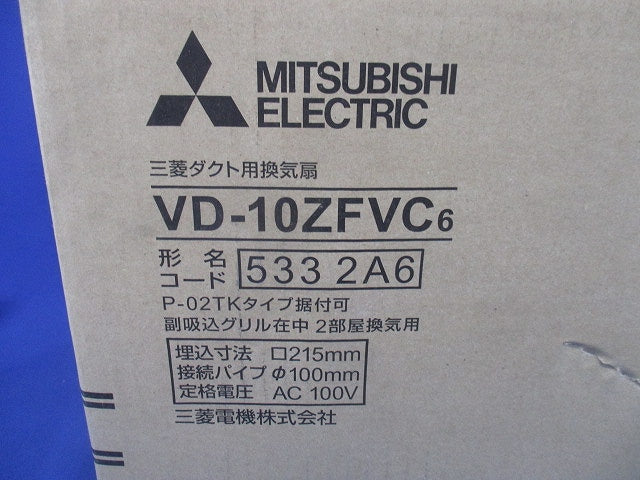 MITSUBISHI
ELECTRIC
三菱ダクト用換気扇
VD-10ZFVC6
形名コード 533 2A6
P-02TKタイプ据付可
副吸込グリル在中 2部屋換気用
埋込寸法 □215mm
接続パイプ φ100mm
定格電圧 AC 100V
三菱電機株式会社